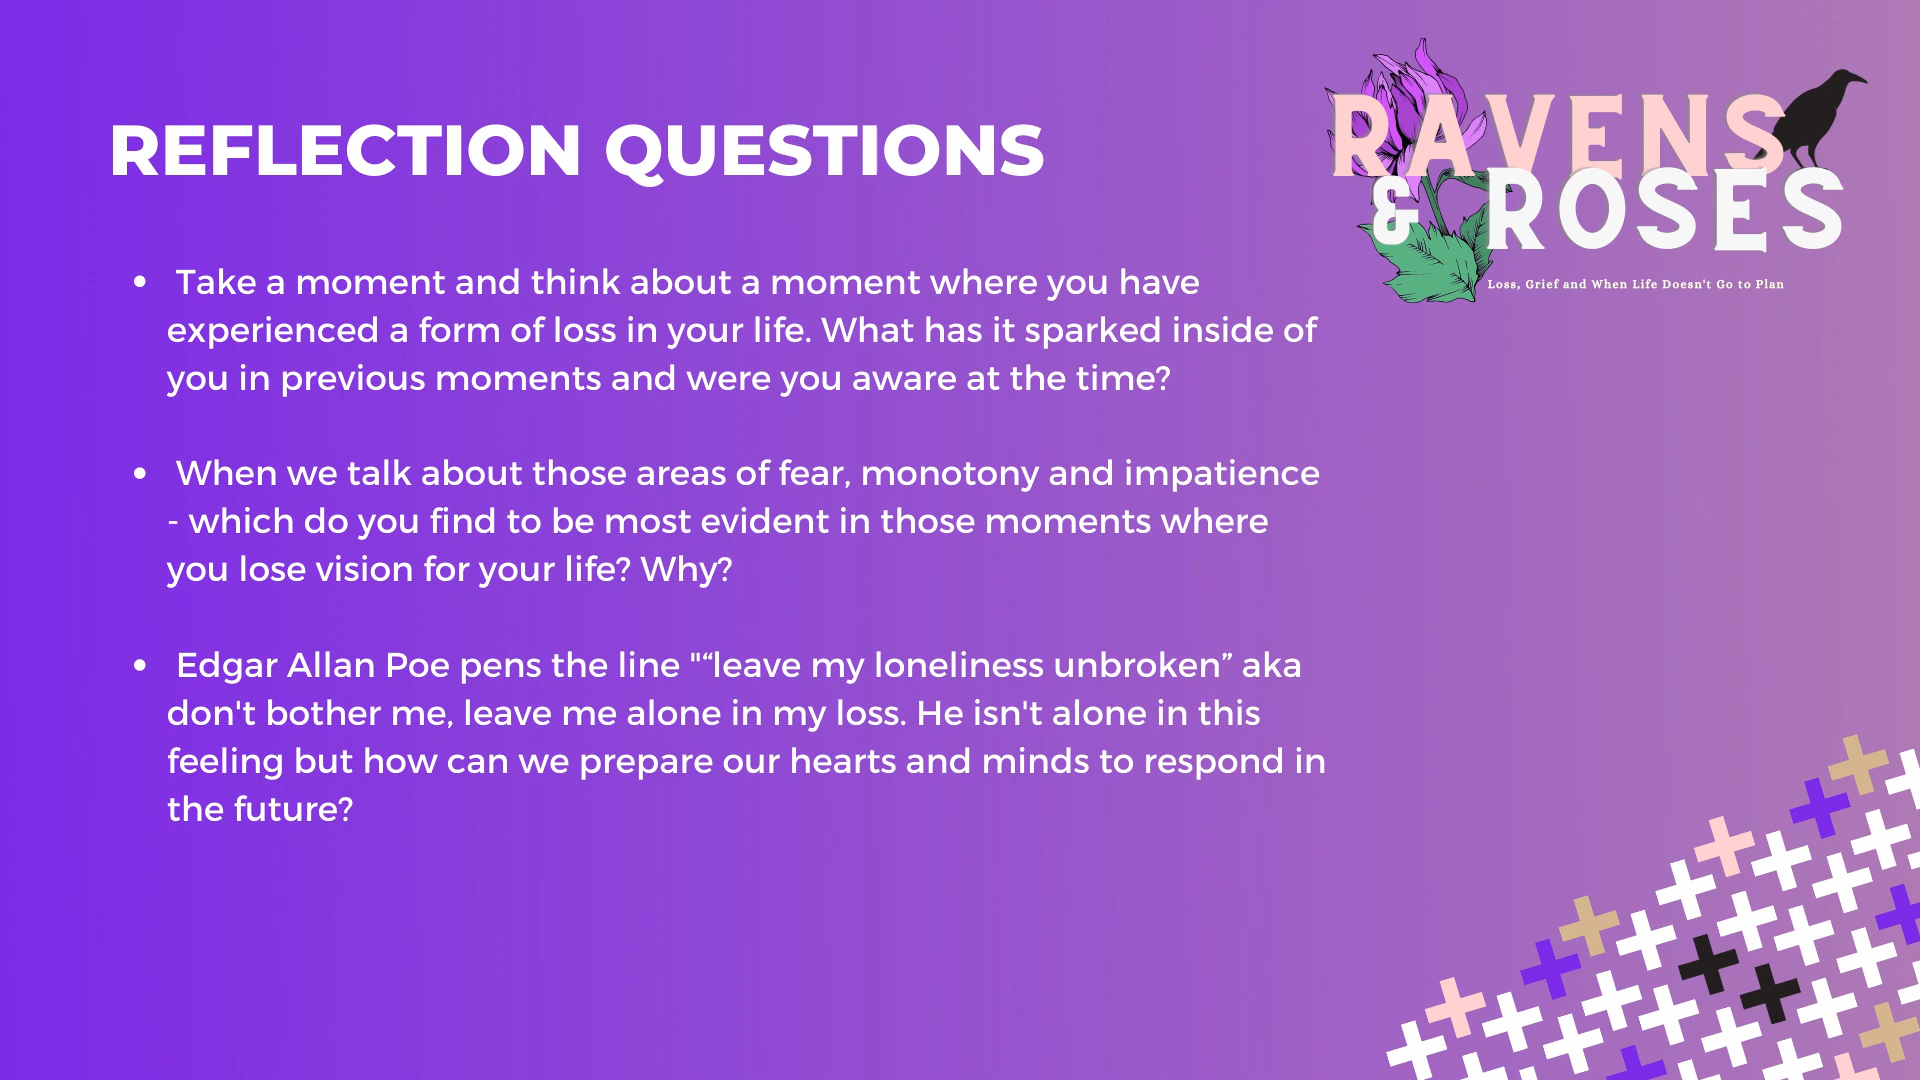 REFLECTION QUESTIONS
RAVENS
& ROSES
Loss, Grief and When Life Doesn't Go to Plan
• Take a moment and think about a moment where you have
experienced a form of loss in your life. What has it sparked inside of
you in previous moments and were you aware at the time?
• When we talk about those areas of fear, monotony and impatience
- which do you find to be most evident in those moments where
you lose vision for your life? Why?
• Edgar Allan Poe pens the line "“leave my loneliness unbroken” aka
don't bother me, leave me alone in my loss. He isn't alone in this
feeling but how can we prepare our hearts and minds to respond in
the future?